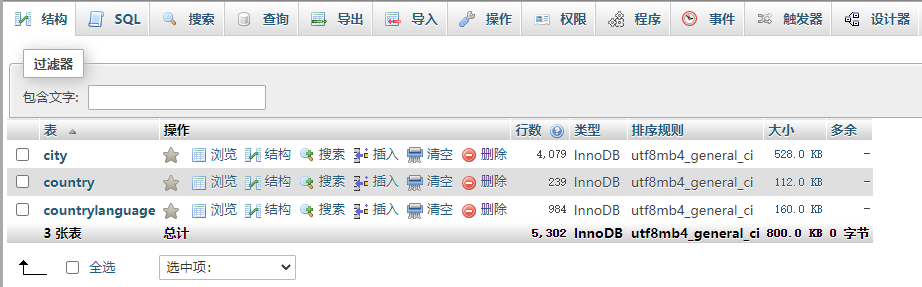 结构 SQL 搜索 查询 导出 导入 操作 权限 程序 事件 触发器 设计器
过滤器
包含文字:
表 操作 行数 类型 排序规则 大小 多余
city 浏览 结构 搜索 插入 清空 删除 4,079 InnoDB utf8mb4_general_ci 528.0 KB -
country 浏览 结构 搜索 插入 清空 删除 239 InnoDB utf8mb4_general_ci 112.0 KB -
countrylanguage 浏览 结构 搜索 插入 清空 删除 984 InnoDB utf8mb4_general_ci 160.0 KB -
3 张表 总计 5,302 InnoDB utf8mb4_general_ci 800.0 KB 0 字节
全选 选中项: